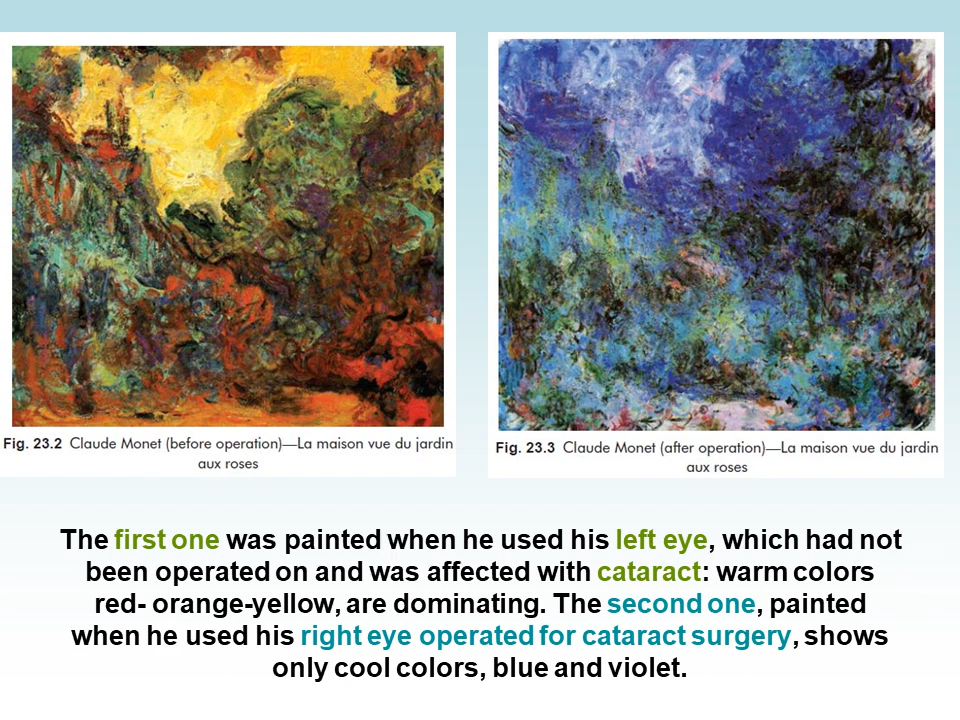 Fig. 23.2 Claude Monet (before operation)—La maison vue du jardin
aux roses
Fig. 23.3 Claude Monet (after operation)—La maison vue du jardin
aux roses
The first one was painted when he used his left eye, which had not
been operated on and was affected with cataract: warm colors
red- orange-yellow, are dominating. The second one, painted
when he used his right eye operated for cataract surgery, shows
only cool colors, blue and violet.